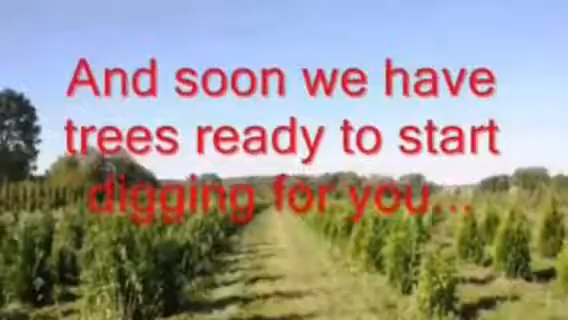 And soon we have
trees ready to start
digging for you...